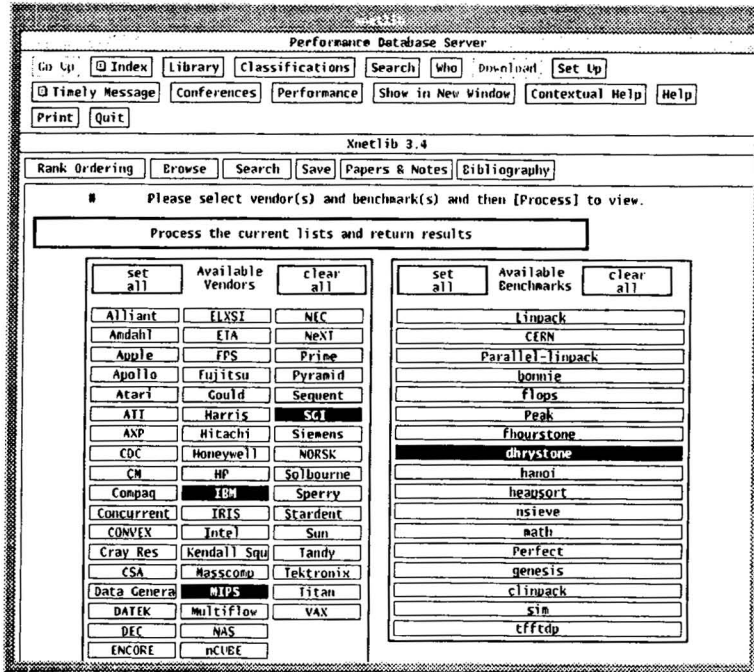 xnetlib
Performance Database Server
Go Up Index Library Classifications Search Who Download Set Up
Timely Message Conferences Performance Show in New Window Contextual Help Help
Print Quit
Xnetlib 3.4
Rank Ordering Browse Search Save Papers & Notes Bibliography
# Please select vendor(s) and benchmark(s) and then [Process] to view.
Process the current lists and return results
set all Available Vendors clear all
Alliant ELXSI NEC
Amdahl ETA NeXT
Apple FPS Prime
Apollo Fujitsu Pyramid
Atari Gould Sequent
ATT Harris SGI
AXP Hitachi Siemens
CDC Honeywell NORSK
CM HP Solbourne
Compaq IBM Sperry
Concurrent IRIS Stardent
CONVEX Intel Sun
Cray Res Kendall Squ Tandy
CSA Masscomp Tektronix
Data Genera MIPS Titan
DATEK Multiflow VAX
DEC NAS
ENCORE nCUBE
set all Available Benchmarks clear all
Linpack
CERN
Parallel-linpack
bonnie
flops
Peak
fhourstone
dhrystone
hanoi
heapsort
nsieve
math
Perfect
genesis
clinpack
sim
tfftdp